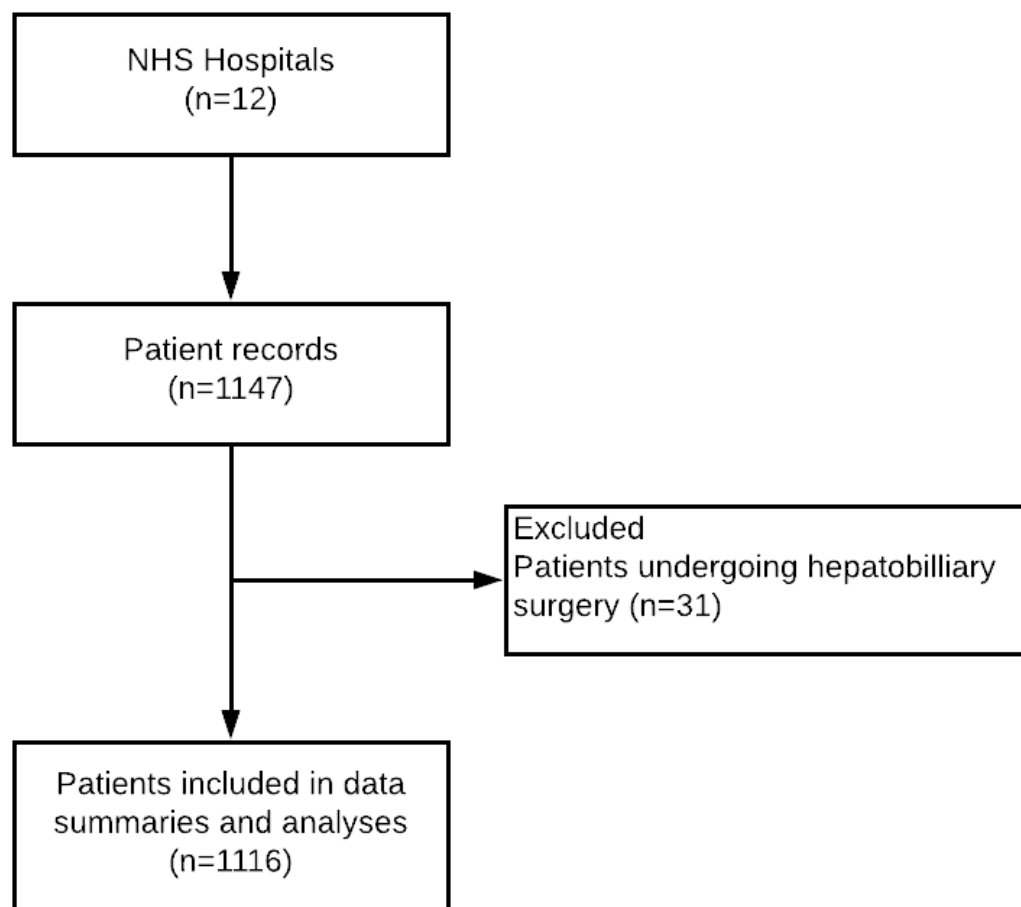 NHS Hospitals
(n=12)
Patient records
(n=1147)
Excluded
Patients undergoing hepatobilliary
surgery (n=31)
Patients included in data
summaries and analyses
(n=1116)